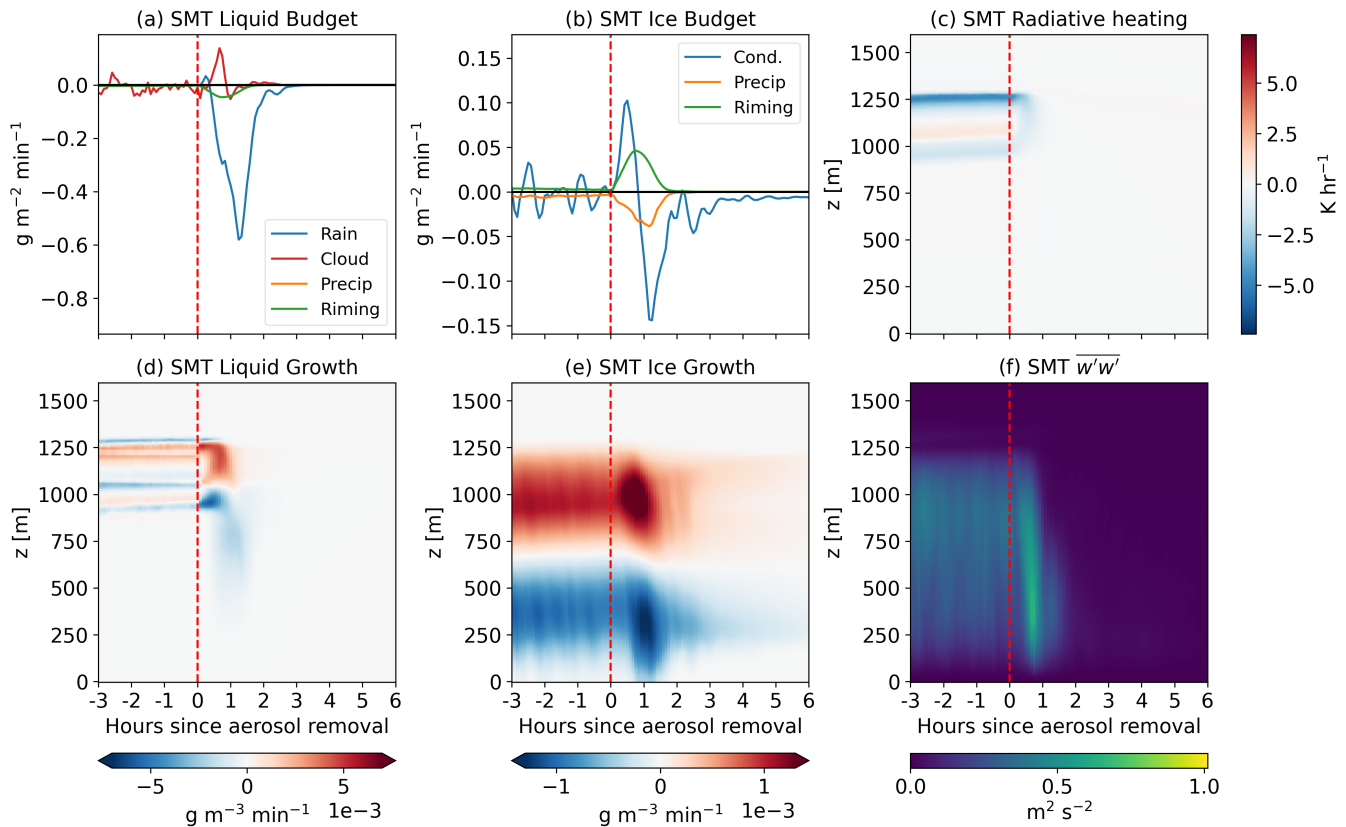 (a) SMT Liquid Budget
(b) SMT Ice Budget
(c) SMT Radiative heating
0.0
−0.2
−0.4
−0.6
−0.8
g m⁻² min⁻¹
Rain
Cloud
Precip
Riming
0.15
0.10
0.05
0.00
−0.05
−0.10
−0.15
g m⁻² min⁻¹
Cond.
Precip
Riming
1500
1250
1000
750
500
250
0
z [m]
5.0
2.5
0.0
−2.5
−5.0
K hr⁻¹
(d) SMT Liquid Growth
(e) SMT Ice Growth
(f) SMT w′w′
1500
1250
1000
750
500
250
0
z [m]
-3 -2 -1 0 1 2 3 4 5 6
Hours since aerosol removal
1500
1250
1000
750
500
250
0
z [m]
-3 -2 -1 0 1 2 3 4 5 6
Hours since aerosol removal
1500
1250
1000
750
500
250
0
z [m]
-3 -2 -1 0 1 2 3 4 5 6
Hours since aerosol removal
−5 0 5
g m⁻³ min⁻¹ 1e−3
−1 0 1
g m⁻³ min⁻¹ 1e−3
0.0 0.5 1.0
m² s⁻²